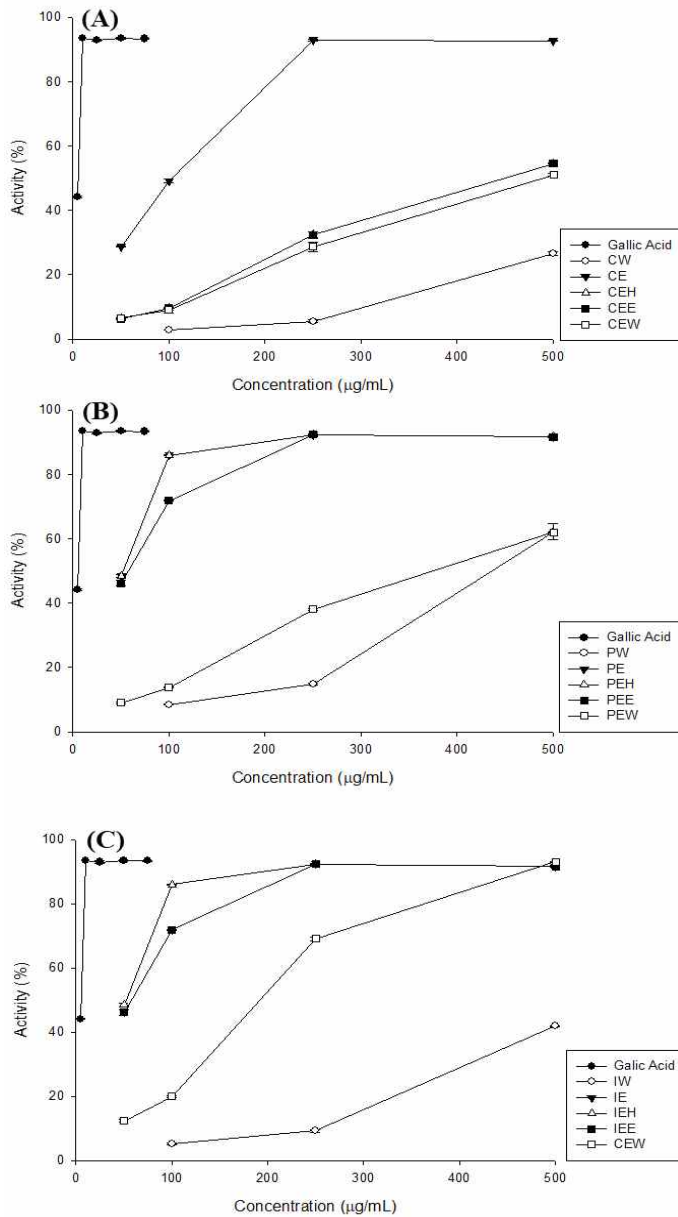 (A)
100
80
60
40
20
0
Activity (%)
0 100 200 300 400 500
Concentration (μg/mL)
Gallic Acid
CW
CE
CEH
CEE
CEW
(B)
100
80
60
40
20
0
Activity (%)
0 100 200 300 400 500
Concentration (μg/mL)
Gallic Acid
PW
PE
PEH
PEE
PEW
(C)
100
80
60
40
20
0
Activity (%)
0 100 200 300 400 500
Concentration (μg/mL)
Galic Acid
IW
IE
IEH
IEE
CEW